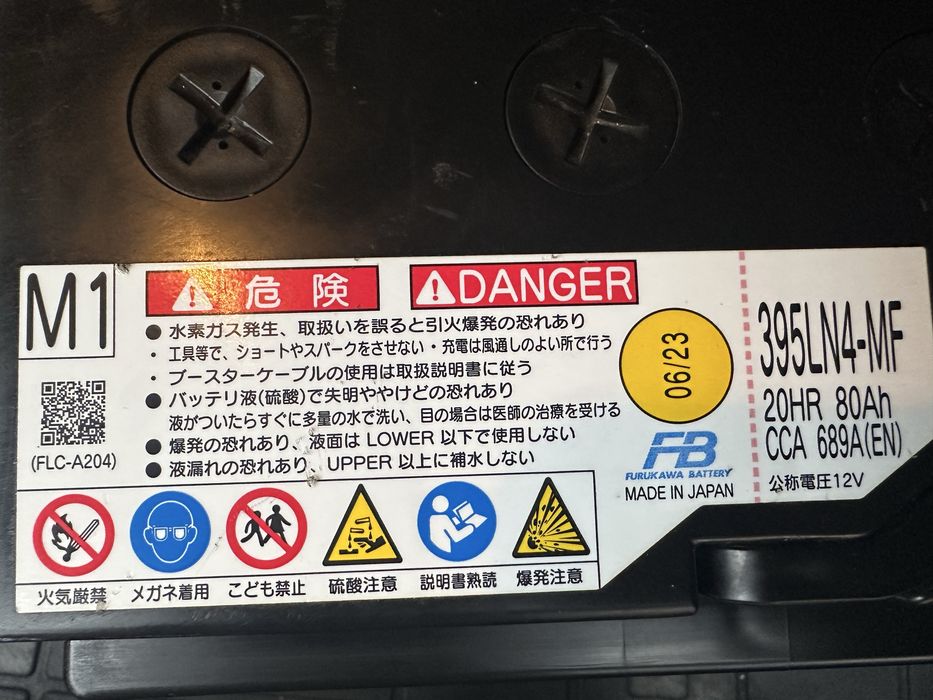 M1
危険
DANGER
● 水素ガス発生、取扱いを誤ると引火爆発の恐れあり
・ 工具等で、ショートやスパークをさせない・充電は風通しのよい所で行う
・ ブースターケーブルの使用は取扱説明書に従う
● バッテリ液(硫酸)で失明ややけどの恐れあり
液がついたらすぐに多量の水で洗い、目の場合は医師の治療を受ける
● 爆発の恐れあり、液面は LOWER 以下で使用しない
● 液漏れの恐れあり、UPPER 以上に補水しない
(FLC-A204)
06/23
FB
FURUKAWA BATTERY
MADE IN JAPAN
395LN4-MF
20HR 80Ah
CCA 689A(EN)
公称電圧12V
火気厳禁
メガネ着用
こども禁止
硫酸注意
説明書熟読
爆発注意